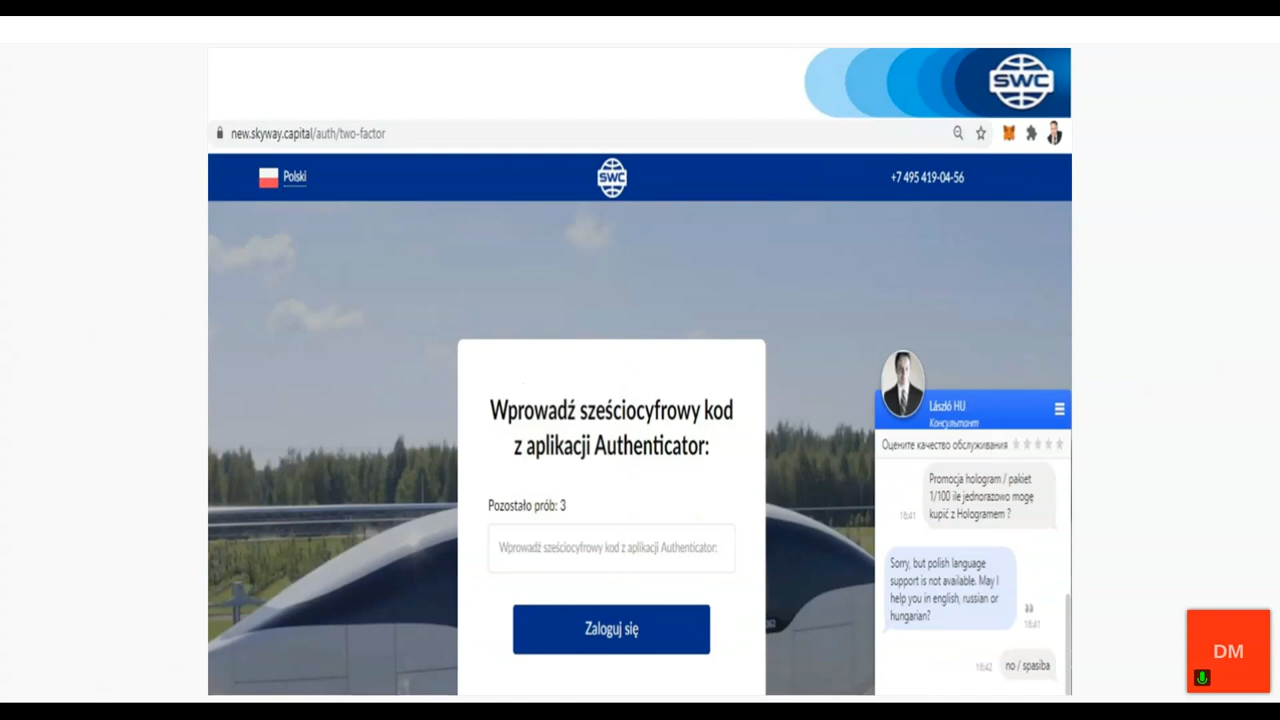 SWC
new.skyway.capital/auth/two-factor
Polski
SWC
+7 495 419-04-56
Wprowadź sześciocyfrowy kod
z aplikacji Authenticator:
Pozostało prób: 3
Wprowadź sześciocyfrowy kod z aplikacji Authenticator:
Zaloguj się
László HU
Консультант
Оцените качество обслуживания
Promocja hologram / pakiet
1/100 ile jednorazowo mogę
kupić z Hologramem ?
16:41
Sorry, but polish language
support is not available. May I
help you in english, russian or
hungarian?
16:41
no / spasiba
16:42
DM